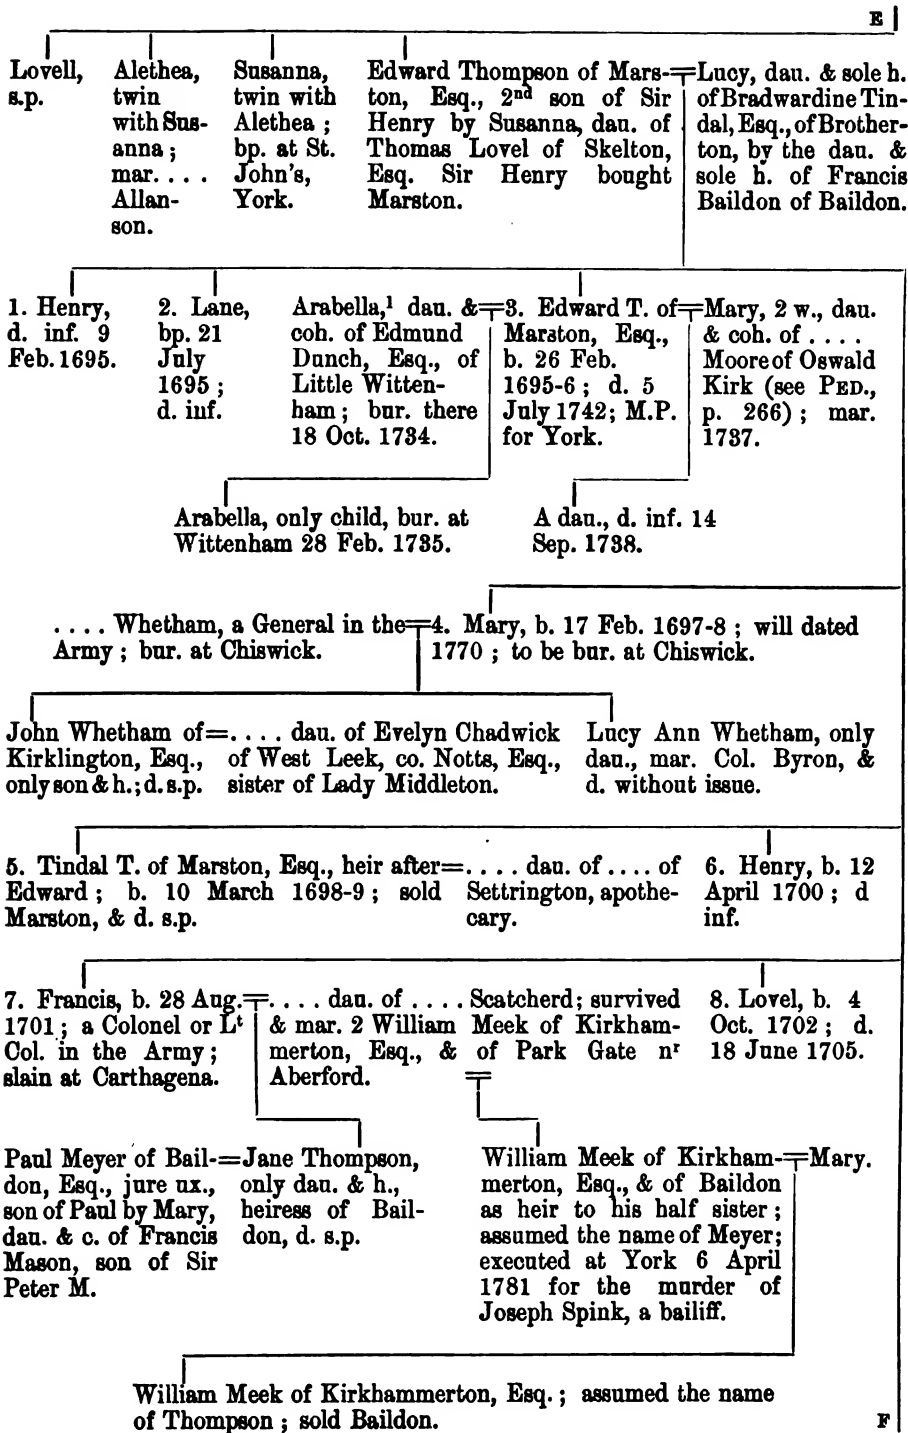 E
Lovell,
s.p.
Alethea,
twin
with Sus-
anna ;
mar. . . .
Allan-
son.
Susanna,
twin with
Alethea ;
bp. at St.
John's,
York.
Edward Thompson of Mars-
ton, Esq., 2nd son of Sir
Henry by Susanna, dau. of
Thomas Lovel of Skelton,
Esq. Sir Henry bought
Marston.
Lucy, dau. & sole h.
of Bradwardine Tin-
dal, Esq., of Brother-
ton, by the dau. &
sole h. of Francis
Baildon of Baildon.
1. Henry,
d. inf. 9
Feb. 1695.
2. Lane,
bp. 21
July
1695 ;
d. inf.
Arabella,1 dau. &
coh. of Edmund
Dunch, Esq., of
Little Witten-
ham ; bur. there
18 Oct. 1734.
3. Edward T. of
Marston, Esq.,
b. 26 Feb.
1695-6 ; d. 5
July 1742; M.P.
for York.
Mary, 2 w., dau.
& coh. of . . . .
Moore of Oswald
Kirk (see PED.,
p. 266) ; mar.
1737.
Arabella, only child, bur. at
Wittenham 28 Feb. 1735.
A dau., d. inf. 14
Sep. 1738.
. . . . Whetham, a General in the
Army ; bur. at Chiswick.
4. Mary, b. 17 Feb. 1697-8 ; will dated
1770 ; to be bur. at Chiswick.
John Whetham of
Kirklington, Esq.,
only son & h.; d.s.p.
=. . . . dau. of Evelyn Chadwick
of West Leek, co. Notts, Esq.,
sister of Lady Middleton.
Lucy Ann Whetham, only
dau., mar. Col. Byron, &
d. without issue.
5. Tindal T. of Marston, Esq., heir after
Edward ; b. 10 March 1698-9 ; sold
Marston, & d. s.p.
=. . . . dau. of . . . . of
Settrington, apothe-
cary.
6. Henry, b. 12
April 1700 ; d
inf.
7. Francis, b. 28 Aug.
1701 ; a Colonel or Lt
Col. in the Army ;
slain at Carthagena.
. . . . dau. of . . . . Scatcherd; survived
& mar. 2 William Meek of Kirkham-
merton, Esq., & of Park Gate nr
Aberford.
8. Lovel, b. 4
Oct. 1702 ; d.
18 June 1705.
Paul Meyer of Bail-
don, Esq., jure ux.,
son of Paul by Mary,
dau. & c. of Francis
Mason, son of Sir
Peter M.
=Jane Thompson,
only dau. & h.,
heiress of Bail-
don, d. s.p.
William Meek of Kirkham-
merton, Esq., & of Baildon
as heir to his half sister ;
assumed the name of Meyer;
executed at York 6 April
1781 for the murder of
Joseph Spink, a bailiff.
Mary.
William Meek of Kirkhammerton, Esq. ; assumed the name
of Thompson ; sold Baildon.
F